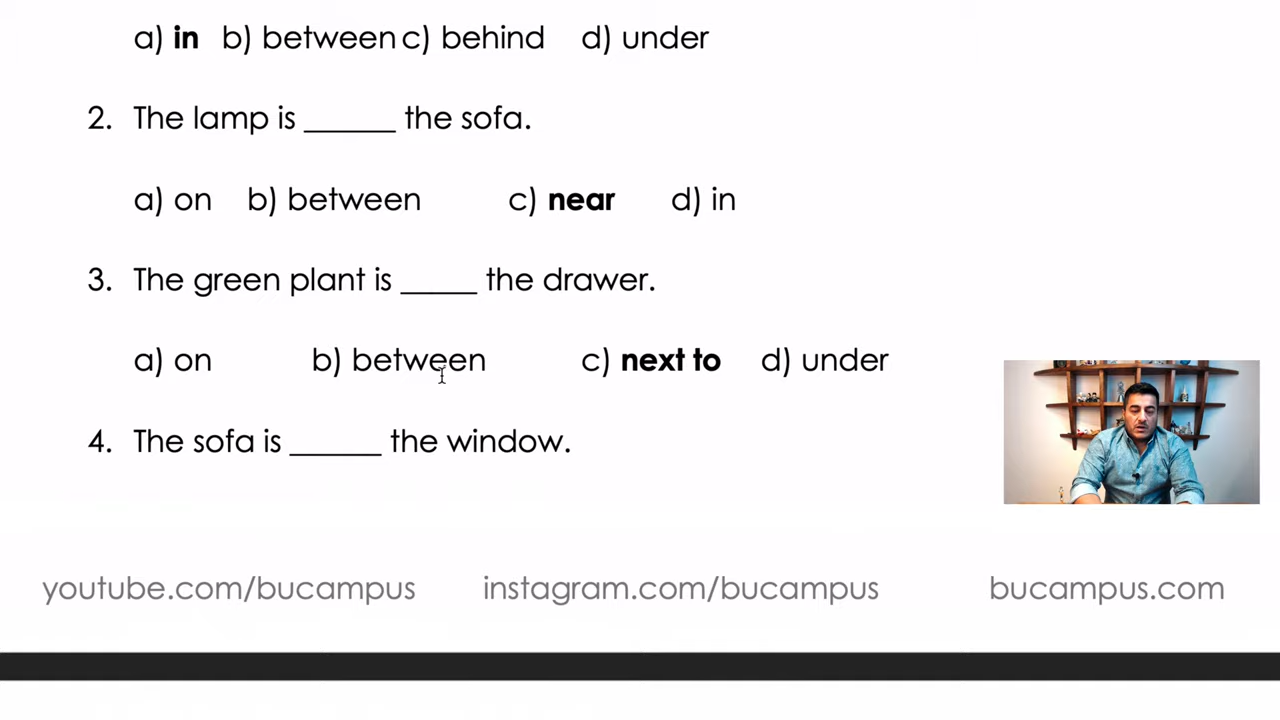 a) in b) between c) behind d) under
2. The lamp is ______ the sofa.
a) on b) between c) near d) in
3. The green plant is _____ the drawer.
a) on b) between c) next to d) under
4. The sofa is ______ the window.
youtube.com/bucampus instagram.com/bucampus bucampus.com